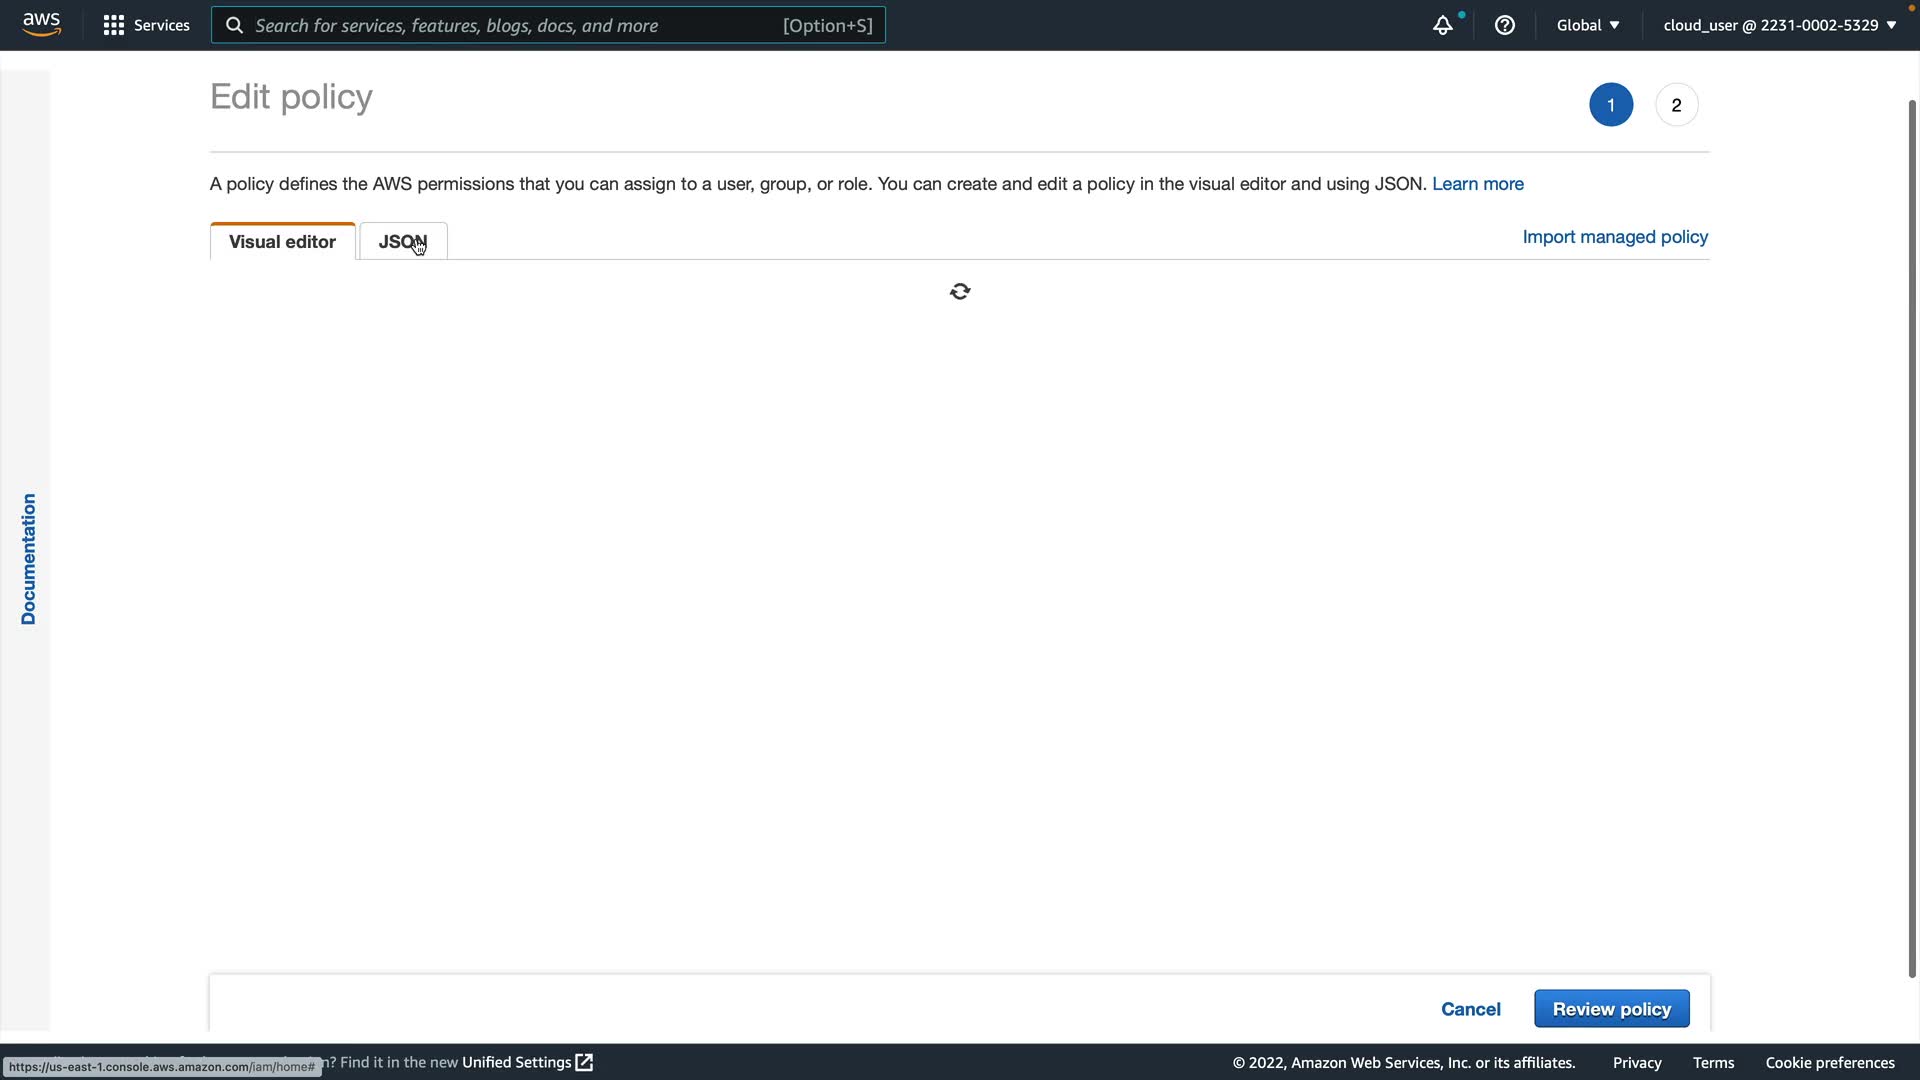 aws
Services
Search for services, features, blogs, docs, and more [Option+S]
Global
cloud_user @ 2231-0002-5329
Edit policy
1
2
A policy defines the AWS permissions that you can assign to a user, group, or role. You can create and edit a policy in the visual editor and using JSON. Learn more
Visual editor
JSON
Import managed policy
Documentation
Cancel
Review policy
? Find it in the new Unified Settings
https://us-east-1.console.aws.amazon.com/iam/home#
© 2022, Amazon Web Services, Inc. or its affiliates.
Privacy
Terms
Cookie preferences